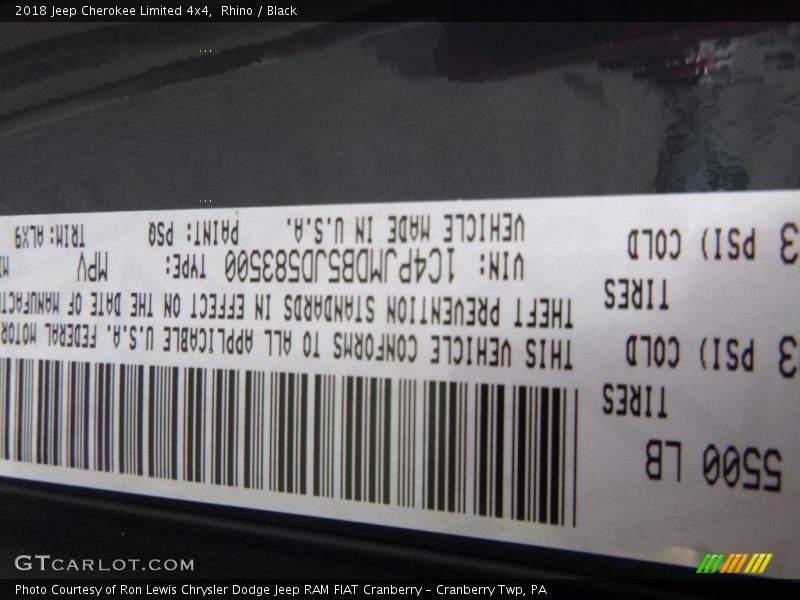 2018 Jeep Cherokee Limited 4x4,  Rhino / Black
5500 LB
TIRES
3 PSI) COLD
TIRES
3 PSI) COLD
THIS VEHICLE CONFORMS TO ALL APPLICABLE U.S.A. FEDERAL MOTOR
THEFT PREVENTION STANDARDS IN EFFECT ON THE DATE OF MANUFACT
VIN: 1C4PJMDB5JD583500 TYPE: MPV
VEHICLE MADE IN U.S.A. PAINT: PSQ TRIM: ALX9
GTCARLOT.COM
Photo Courtesy of Ron Lewis Chrysler Dodge Jeep RAM FIAT Cranberry – Cranberry Twp, PA